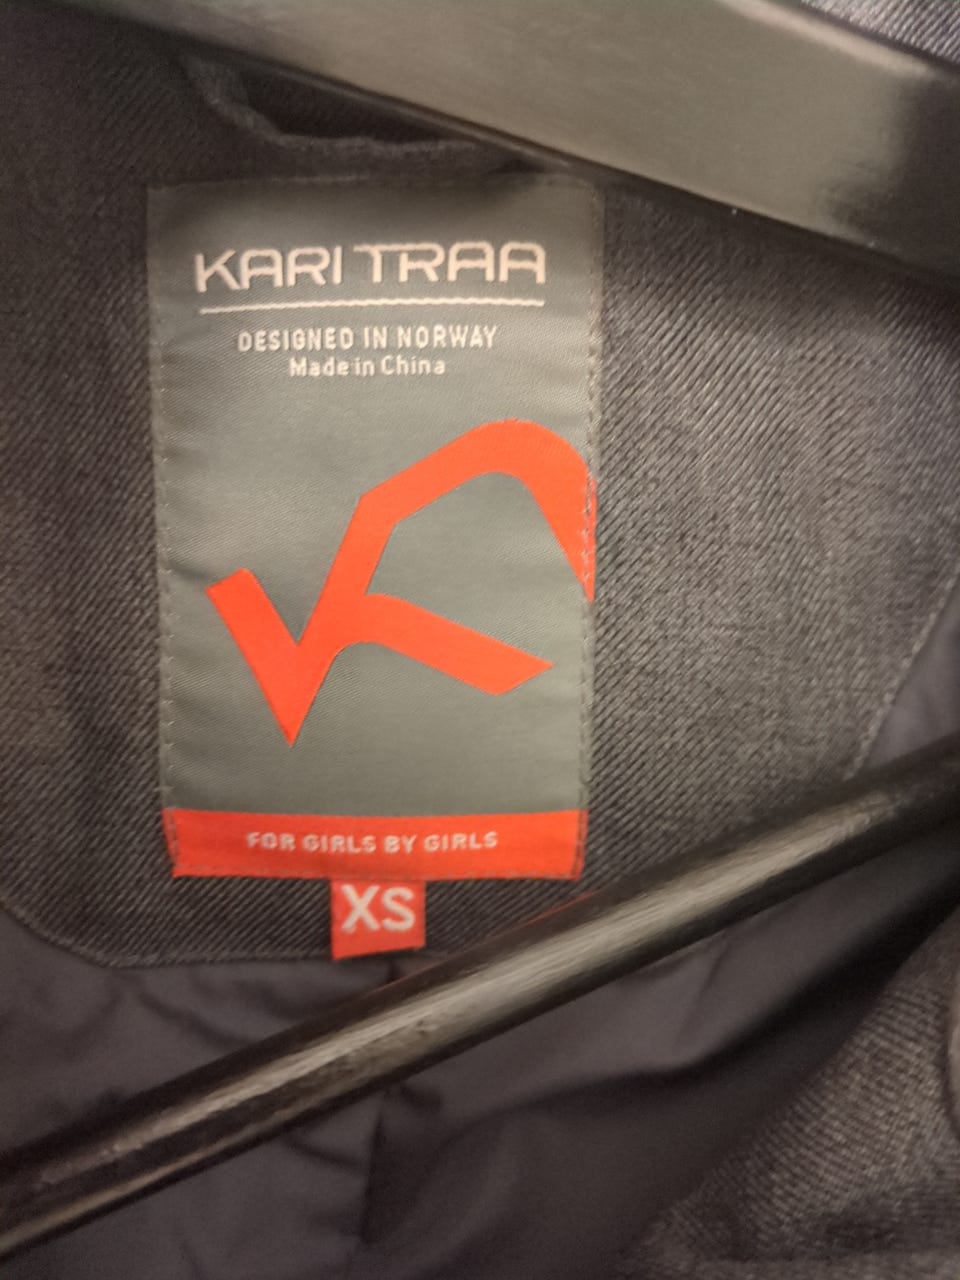 KARI TRAA
DESIGNED IN NORWAY
Made in China
FOR GIRLS BY GIRLS
XS